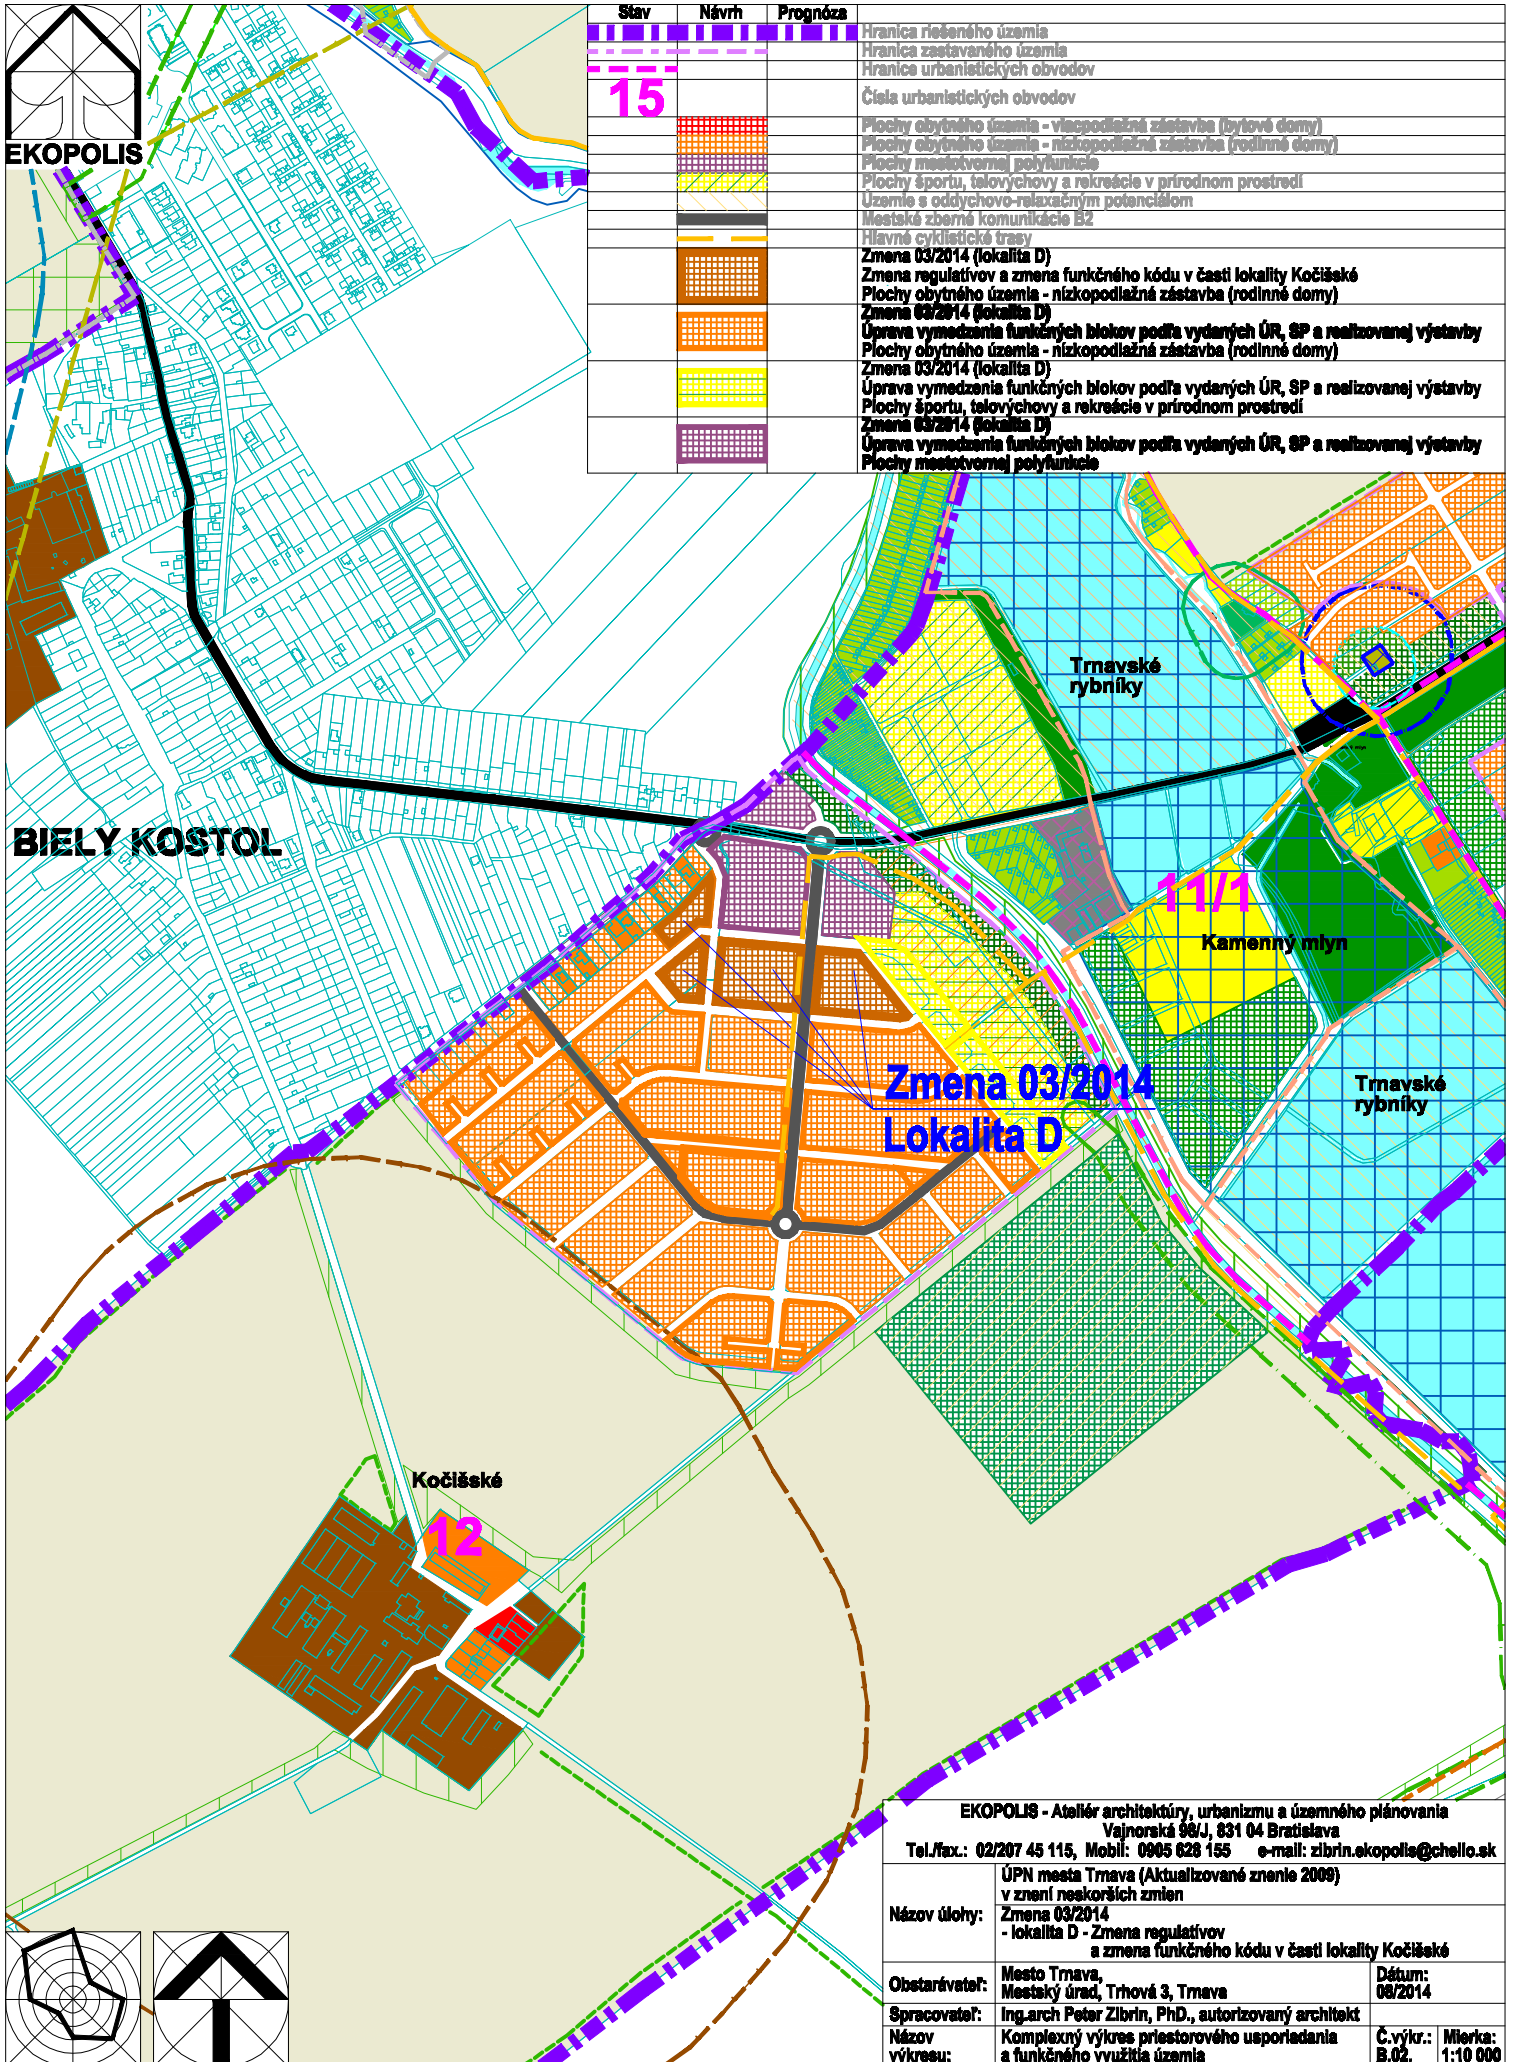 Stav Návrh Prognóza
Hranica riešeného územia
Hranica zastavaného územia
Hranice urbanistických obvodov
15
Čísla urbanistických obvodov
Plochy obytného územia - viacpodlažná zástavba (bytové domy)
Plochy obytného územia - nízkopodlažná zástavba (rodinné domy)
Plochy mestotvornej polyfunkcie
Plochy športu, telovýchovy a rekreácie v prírodnom prostredí
Územie s oddychovo-relaxačným potenciálom
Mestské zberné komunikácie B2
Hlavné cyklistické trasy
Zmena 03/2014 (lokalita D)
Zmena regulatívov a zmena funkčného kódu v časti lokality Kočišské
Plochy obytného územia - nízkopodlažná zástavba (rodinné domy)
Zmena 03/2014 (lokalita D)
Úprava vymedzenia funkčných blokov podľa vydaných ÚR, SP a realizovanej výstavby
Plochy obytného územia - nízkopodlažná zástavba (rodinné domy)
Zmena 03/2014 (lokalita D)
Úprava vymedzenia funkčných blokov podľa vydaných ÚR, SP a realizovanej výstavby
Plochy športu, telovýchovy a rekreácie v prírodnom prostredí
Zmena 03/2014 (lokalita D)
Úprava vymedzenia funkčných blokov podľa vydaných ÚR, SP a realizovanej výstavby
Plochy mestotvornej polyfunkcie
EKOPOLIS
Trnavské
rybníky
BIELY KOSTOL
11/1
Kamenný mlyn
Zmena 03/2014
Lokalita D
Trnavské
rybníky
Kočišské
12
EKOPOLIS - Ateliér architektúry, urbanizmu a územného plánovania
Vajnorská 98/J, 831 04 Bratislava
Tel./fax.: 02/207 45 115, Mobil: 0905 628 155 e-mail: zibrin.ekopolis@chello.sk
Názov úlohy:
ÚPN mesta Trnava (Aktualizované znenie 2009)
v znení neskorších zmien
Zmena 03/2014
- lokalita D - Zmena regulatívov
a zmena funkčného kódu v časti lokality Kočišské
Obstarávateľ:
Mesto Trnava,
Mestský úrad, Trhová 3, Trnava
Dátum:
08/2014
Spracovateľ: Ing.arch Peter Zibrin, PhD., autorizovaný architekt
Názov
výkresu:
Komplexný výkres priestorového usporiadania
a funkčného využitia územia
Č.výkr.:
B.02.
Mierka:
1:10 000